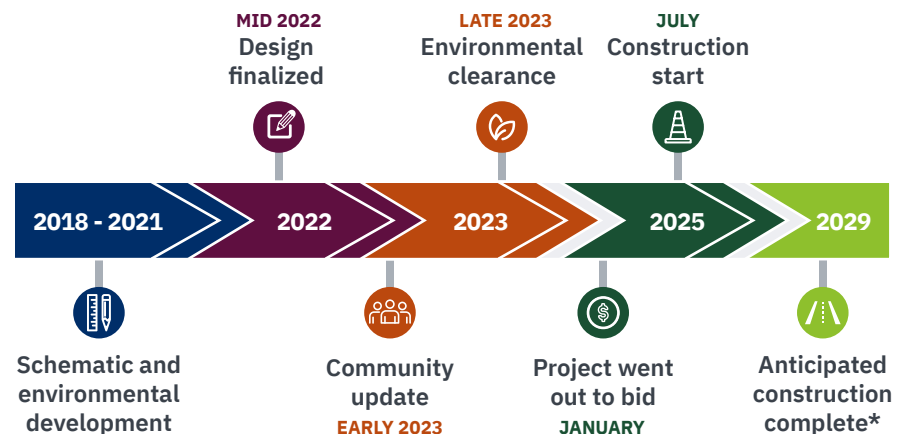 MID 2022
Design
finalized
LATE 2023
Environmental
clearance
JULY
Construction
start
2018 - 2021
2022
2023
2025
2029
Schematic and
environmental
development
Community
update
EARLY 2023
$
Project went
out to bid
JANUARY
Anticipated
construction
complete*